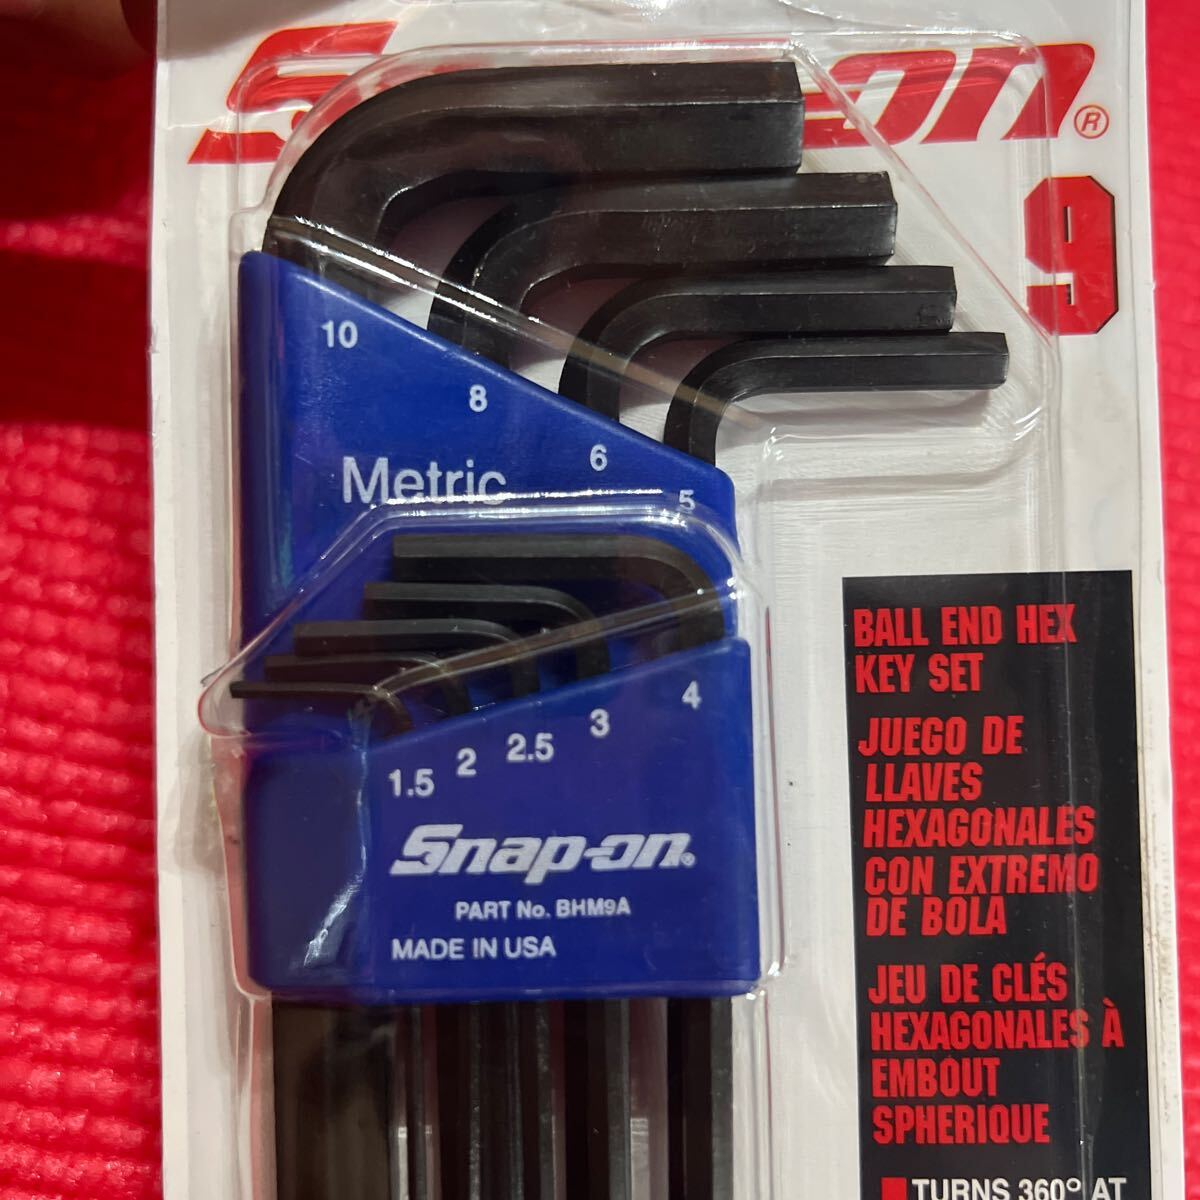 Snap-on®
9
10
8
6
5
Metric
4
3
2.5
2
1.5
Snap-on®
PART No. BHM9A
MADE IN USA
BALL END HEX
KEY SET
JUEGO DE
LLAVES
HEXAGONALES
CON EXTREMO
DE BOLA
JEU DE CLÉS
HEXAGONALES À
EMBOUT
SPHERIQUE
TURNS 360° AT